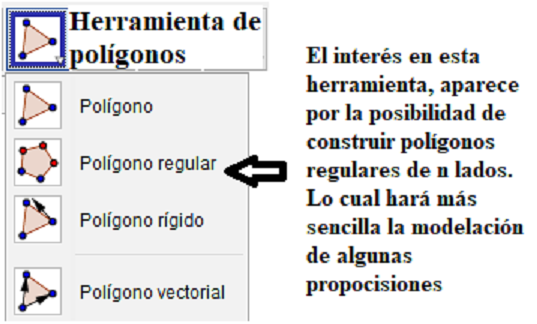 Herramienta de
polígonos
Polígono
Polígono regular
Polígono rígido
Polígono vectorial
El interés en esta
herramienta, aparece
por la posibilidad de
construir polígonos
regulares de n lados.
Lo cual hará más
sencilla la modelación
de algunas
propocisiones